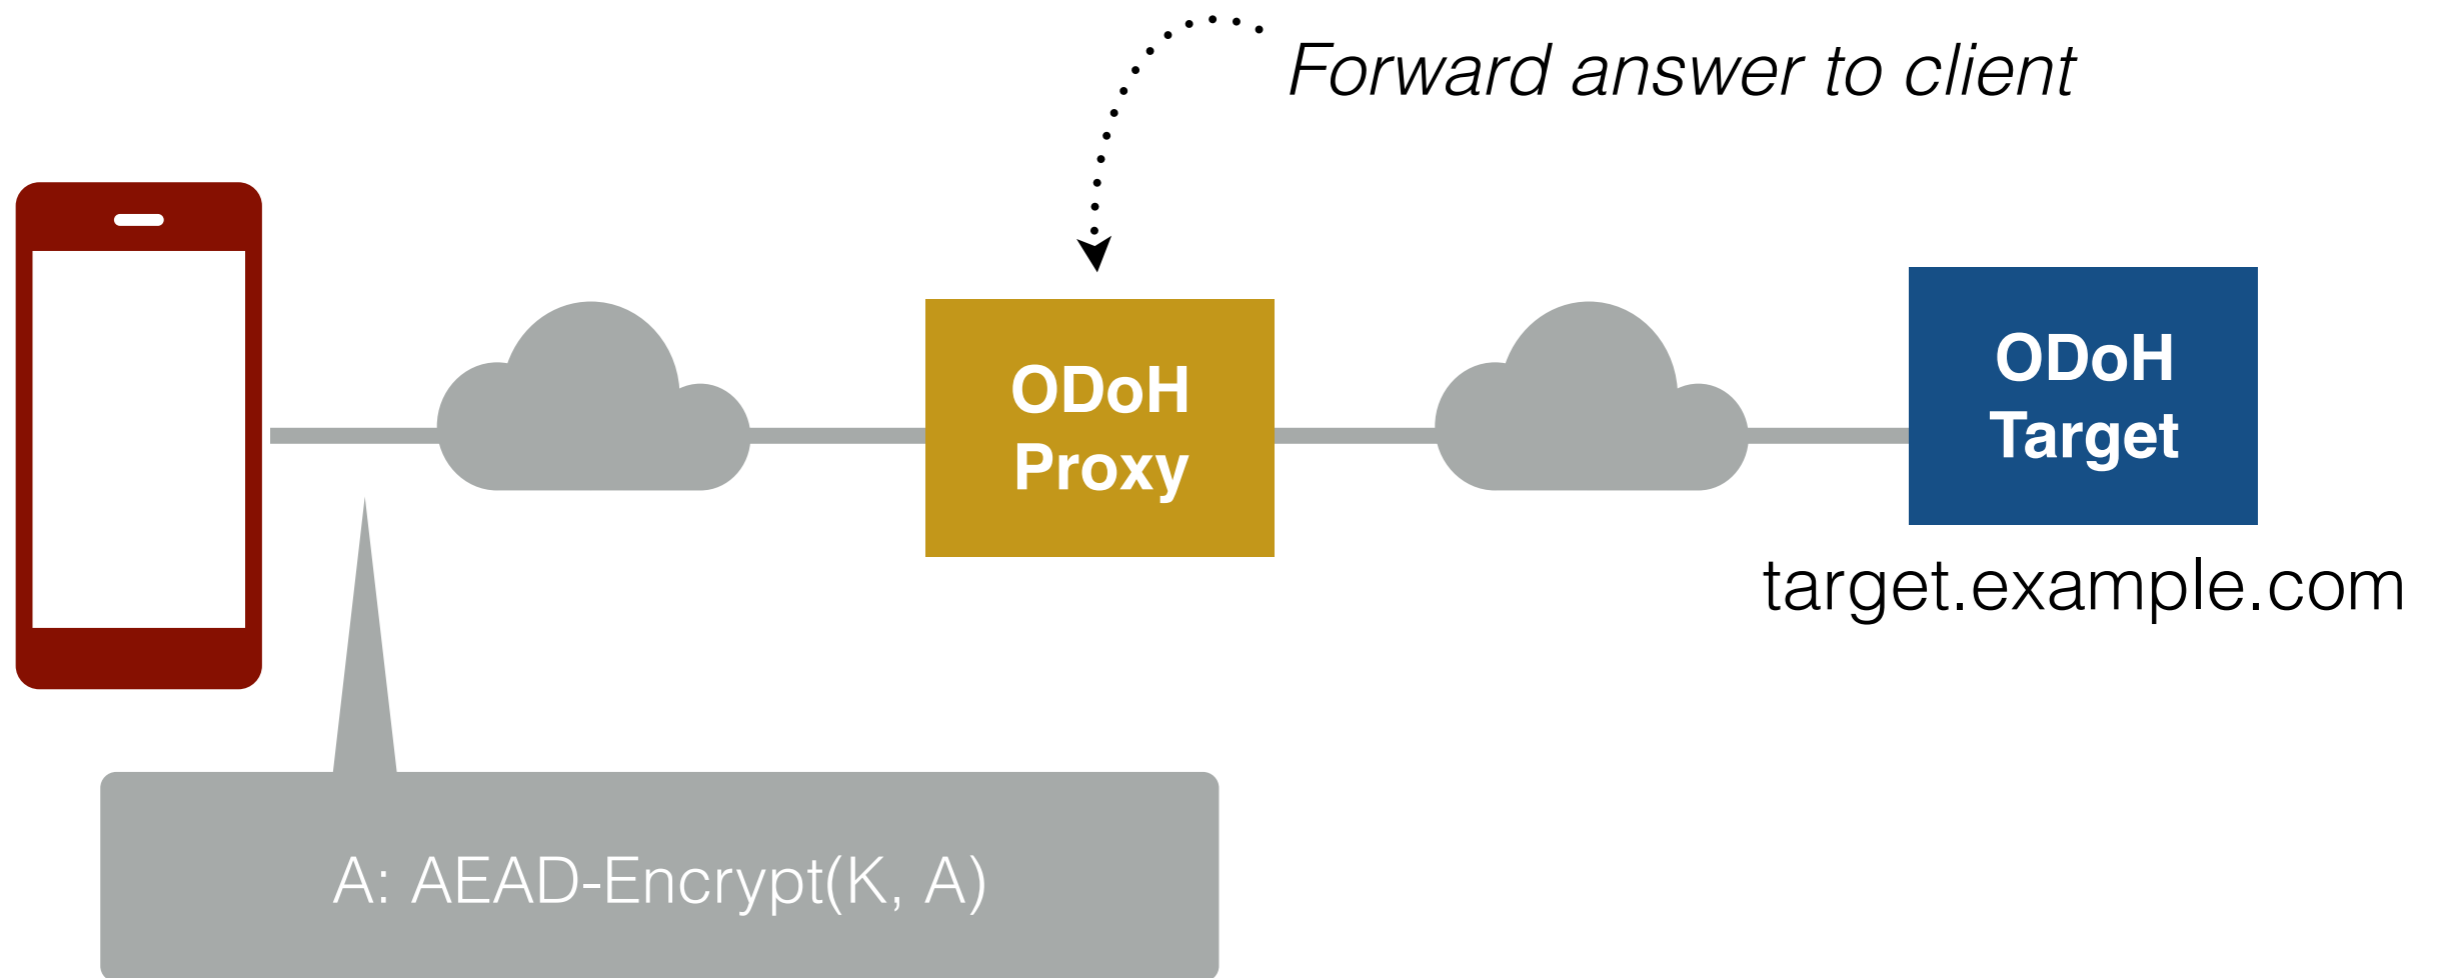 Forward answer to client
ODoH
Proxy
ODoH
Target
target.example.com
A: AEAD-Encrypt(K, A)